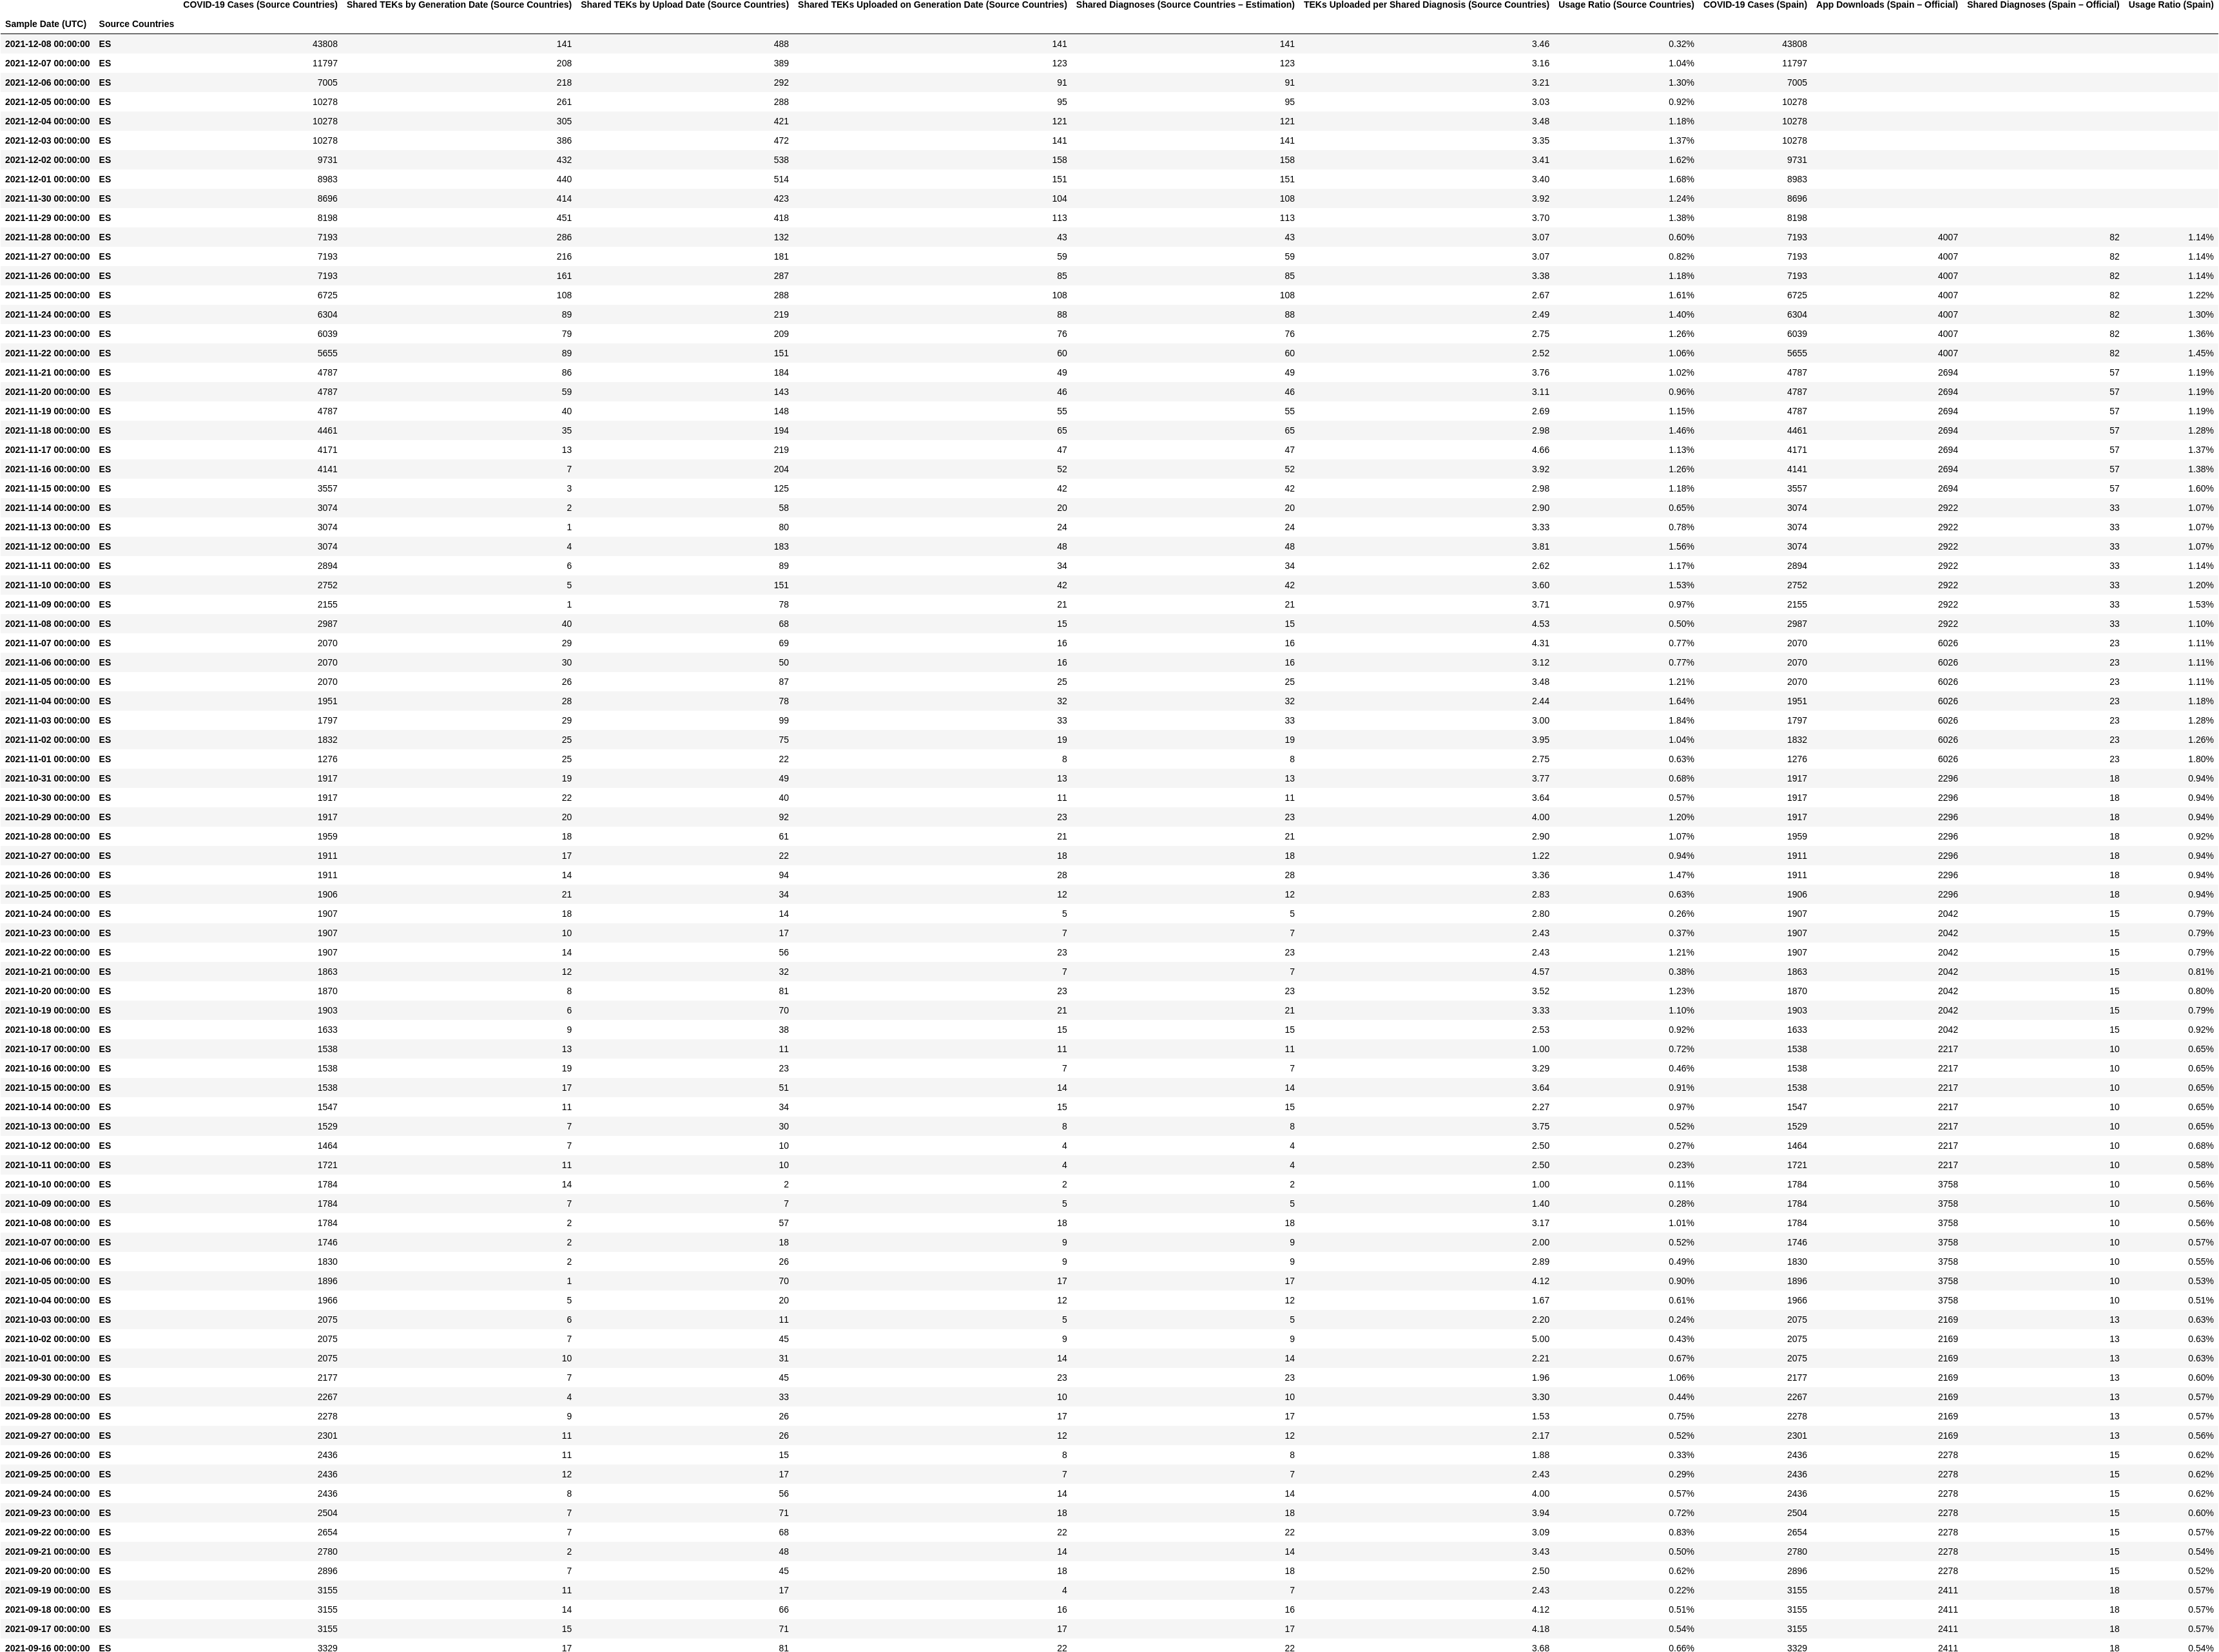 COVID-19 Cases (Source Countries) Shared TEKs by Generation Date (Source Countries) Shared TEKs by Upload Date (Source Countries) Shared TEKs Uploaded on Generation Date (Source Countries) Shared Diagnoses (Source Countries – Estimation) TEKs Uploaded per Shared Diagnosis (Source Countries) Usage Ratio (Source Countries) COVID-19 Cases (Spain) App Downloads (Spain – Official) Shared Diagnoses (Spain – Official) Usage Ratio (Spain)
Sample Date (UTC) Source Countries
2021-12-08 00:00:00 ES 43808 141 488 141 141 3.46 0.32% 43808
2021-12-07 00:00:00 ES 11797 208 389 123 123 3.16 1.04% 11797
2021-12-06 00:00:00 ES 7005 218 292 91 91 3.21 1.30% 7005
2021-12-05 00:00:00 ES 10278 261 288 95 95 3.03 0.92% 10278
2021-12-04 00:00:00 ES 10278 305 421 121 121 3.48 1.18% 10278
2021-12-03 00:00:00 ES 10278 386 472 141 141 3.35 1.37% 10278
2021-12-02 00:00:00 ES 9731 432 538 158 158 3.41 1.62% 9731
2021-12-01 00:00:00 ES 8983 440 514 151 151 3.40 1.68% 8983
2021-11-30 00:00:00 ES 8696 414 423 104 108 3.92 1.24% 8696
2021-11-29 00:00:00 ES 8198 451 418 113 113 3.70 1.38% 8198
2021-11-28 00:00:00 ES 7193 286 132 43 43 3.07 0.60% 7193 4007 82 1.14%
2021-11-27 00:00:00 ES 7193 216 181 59 59 3.07 0.82% 7193 4007 82 1.14%
2021-11-26 00:00:00 ES 7193 161 287 85 85 3.38 1.18% 7193 4007 82 1.14%
2021-11-25 00:00:00 ES 6725 108 288 108 108 2.67 1.61% 6725 4007 82 1.22%
2021-11-24 00:00:00 ES 6304 89 219 88 88 2.49 1.40% 6304 4007 82 1.30%
2021-11-23 00:00:00 ES 6039 79 209 76 76 2.75 1.26% 6039 4007 82 1.36%
2021-11-22 00:00:00 ES 5655 89 151 60 60 2.52 1.06% 5655 4007 82 1.45%
2021-11-21 00:00:00 ES 4787 86 184 49 49 3.76 1.02% 4787 2694 57 1.19%
2021-11-20 00:00:00 ES 4787 59 143 46 46 3.11 0.96% 4787 2694 57 1.19%
2021-11-19 00:00:00 ES 4787 40 148 55 55 2.69 1.15% 4787 2694 57 1.19%
2021-11-18 00:00:00 ES 4461 35 194 65 65 2.98 1.46% 4461 2694 57 1.28%
2021-11-17 00:00:00 ES 4171 13 219 47 47 4.66 1.13% 4171 2694 57 1.37%
2021-11-16 00:00:00 ES 4141 7 204 52 52 3.92 1.26% 4141 2694 57 1.38%
2021-11-15 00:00:00 ES 3557 3 125 42 42 2.98 1.18% 3557 2694 57 1.60%
2021-11-14 00:00:00 ES 3074 2 58 20 20 2.90 0.65% 3074 2922 33 1.07%
2021-11-13 00:00:00 ES 3074 1 80 24 24 3.33 0.78% 3074 2922 33 1.07%
2021-11-12 00:00:00 ES 3074 4 183 48 48 3.81 1.56% 3074 2922 33 1.07%
2021-11-11 00:00:00 ES 2894 6 89 34 34 2.62 1.17% 2894 2922 33 1.14%
2021-11-10 00:00:00 ES 2752 5 151 42 42 3.60 1.53% 2752 2922 33 1.20%
2021-11-09 00:00:00 ES 2155 1 78 21 21 3.71 0.97% 2155 2922 33 1.53%
2021-11-08 00:00:00 ES 2987 40 68 15 15 4.53 0.50% 2987 2922 33 1.10%
2021-11-07 00:00:00 ES 2070 29 69 16 16 4.31 0.77% 2070 6026 23 1.11%
2021-11-06 00:00:00 ES 2070 30 50 16 16 3.12 0.77% 2070 6026 23 1.11%
2021-11-05 00:00:00 ES 2070 26 87 25 25 3.48 1.21% 2070 6026 23 1.11%
2021-11-04 00:00:00 ES 1951 28 78 32 32 2.44 1.64% 1951 6026 23 1.18%
2021-11-03 00:00:00 ES 1797 29 99 33 33 3.00 1.84% 1797 6026 23 1.28%
2021-11-02 00:00:00 ES 1832 25 75 19 19 3.95 1.04% 1832 6026 23 1.26%
2021-11-01 00:00:00 ES 1276 25 22 8 8 2.75 0.63% 1276 6026 23 1.80%
2021-10-31 00:00:00 ES 1917 19 49 13 13 3.77 0.68% 1917 2296 18 0.94%
2021-10-30 00:00:00 ES 1917 22 40 11 11 3.64 0.57% 1917 2296 18 0.94%
2021-10-29 00:00:00 ES 1917 20 92 23 23 4.00 1.20% 1917 2296 18 0.94%
2021-10-28 00:00:00 ES 1959 18 61 21 21 2.90 1.07% 1959 2296 18 0.92%
2021-10-27 00:00:00 ES 1911 17 22 18 18 1.22 0.94% 1911 2296 18 0.94%
2021-10-26 00:00:00 ES 1911 14 94 28 28 3.36 1.47% 1911 2296 18 0.94%
2021-10-25 00:00:00 ES 1906 21 34 12 12 2.83 0.63% 1906 2296 18 0.94%
2021-10-24 00:00:00 ES 1907 18 14 5 5 2.80 0.26% 1907 2042 15 0.79%
2021-10-23 00:00:00 ES 1907 10 17 7 7 2.43 0.37% 1907 2042 15 0.79%
2021-10-22 00:00:00 ES 1907 14 56 23 23 2.43 1.21% 1907 2042 15 0.79%
2021-10-21 00:00:00 ES 1863 12 32 7 7 4.57 0.38% 1863 2042 15 0.81%
2021-10-20 00:00:00 ES 1870 8 81 23 23 3.52 1.23% 1870 2042 15 0.80%
2021-10-19 00:00:00 ES 1903 6 70 21 21 3.33 1.10% 1903 2042 15 0.79%
2021-10-18 00:00:00 ES 1633 9 38 15 15 2.53 0.92% 1633 2042 15 0.92%
2021-10-17 00:00:00 ES 1538 13 11 11 11 1.00 0.72% 1538 2217 10 0.65%
2021-10-16 00:00:00 ES 1538 19 23 7 7 3.29 0.46% 1538 2217 10 0.65%
2021-10-15 00:00:00 ES 1538 17 51 14 14 3.64 0.91% 1538 2217 10 0.65%
2021-10-14 00:00:00 ES 1547 11 34 15 15 2.27 0.97% 1547 2217 10 0.65%
2021-10-13 00:00:00 ES 1529 7 30 8 8 3.75 0.52% 1529 2217 10 0.65%
2021-10-12 00:00:00 ES 1464 7 10 4 4 2.50 0.27% 1464 2217 10 0.68%
2021-10-11 00:00:00 ES 1721 11 10 4 4 2.50 0.23% 1721 2217 10 0.58%
2021-10-10 00:00:00 ES 1784 14 2 2 2 1.00 0.11% 1784 3758 10 0.56%
2021-10-09 00:00:00 ES 1784 7 7 5 5 1.40 0.28% 1784 3758 10 0.56%
2021-10-08 00:00:00 ES 1784 2 57 18 18 3.17 1.01% 1784 3758 10 0.56%
2021-10-07 00:00:00 ES 1746 2 18 9 9 2.00 0.52% 1746 3758 10 0.57%
2021-10-06 00:00:00 ES 1830 2 26 9 9 2.89 0.49% 1830 3758 10 0.55%
2021-10-05 00:00:00 ES 1896 1 70 17 17 4.12 0.90% 1896 3758 10 0.53%
2021-10-04 00:00:00 ES 1966 5 20 12 12 1.67 0.61% 1966 3758 10 0.51%
2021-10-03 00:00:00 ES 2075 6 11 5 5 2.20 0.24% 2075 2169 13 0.63%
2021-10-02 00:00:00 ES 2075 7 45 9 9 5.00 0.43% 2075 2169 13 0.63%
2021-10-01 00:00:00 ES 2075 10 31 14 14 2.21 0.67% 2075 2169 13 0.63%
2021-09-30 00:00:00 ES 2177 7 45 23 23 1.96 1.06% 2177 2169 13 0.60%
2021-09-29 00:00:00 ES 2267 4 33 10 10 3.30 0.44% 2267 2169 13 0.57%
2021-09-28 00:00:00 ES 2278 9 26 17 17 1.53 0.75% 2278 2169 13 0.57%
2021-09-27 00:00:00 ES 2301 11 26 12 12 2.17 0.52% 2301 2169 13 0.56%
2021-09-26 00:00:00 ES 2436 11 15 8 8 1.88 0.33% 2436 2278 15 0.62%
2021-09-25 00:00:00 ES 2436 12 17 7 7 2.43 0.29% 2436 2278 15 0.62%
2021-09-24 00:00:00 ES 2436 8 56 14 14 4.00 0.57% 2436 2278 15 0.62%
2021-09-23 00:00:00 ES 2504 7 71 18 18 3.94 0.72% 2504 2278 15 0.60%
2021-09-22 00:00:00 ES 2654 7 68 22 22 3.09 0.83% 2654 2278 15 0.57%
2021-09-21 00:00:00 ES 2780 2 48 14 14 3.43 0.50% 2780 2278 15 0.54%
2021-09-20 00:00:00 ES 2896 7 45 18 18 2.50 0.62% 2896 2278 15 0.52%
2021-09-19 00:00:00 ES 3155 11 17 4 7 2.43 0.22% 3155 2411 18 0.57%
2021-09-18 00:00:00 ES 3155 14 66 16 16 4.12 0.51% 3155 2411 18 0.57%
2021-09-17 00:00:00 ES 3155 15 71 17 17 4.18 0.54% 3155 2411 18 0.57%
2021-09-16 00:00:00 ES 3329 17 81 22 22 3.68 0.66% 3329 2411 18 0.54%